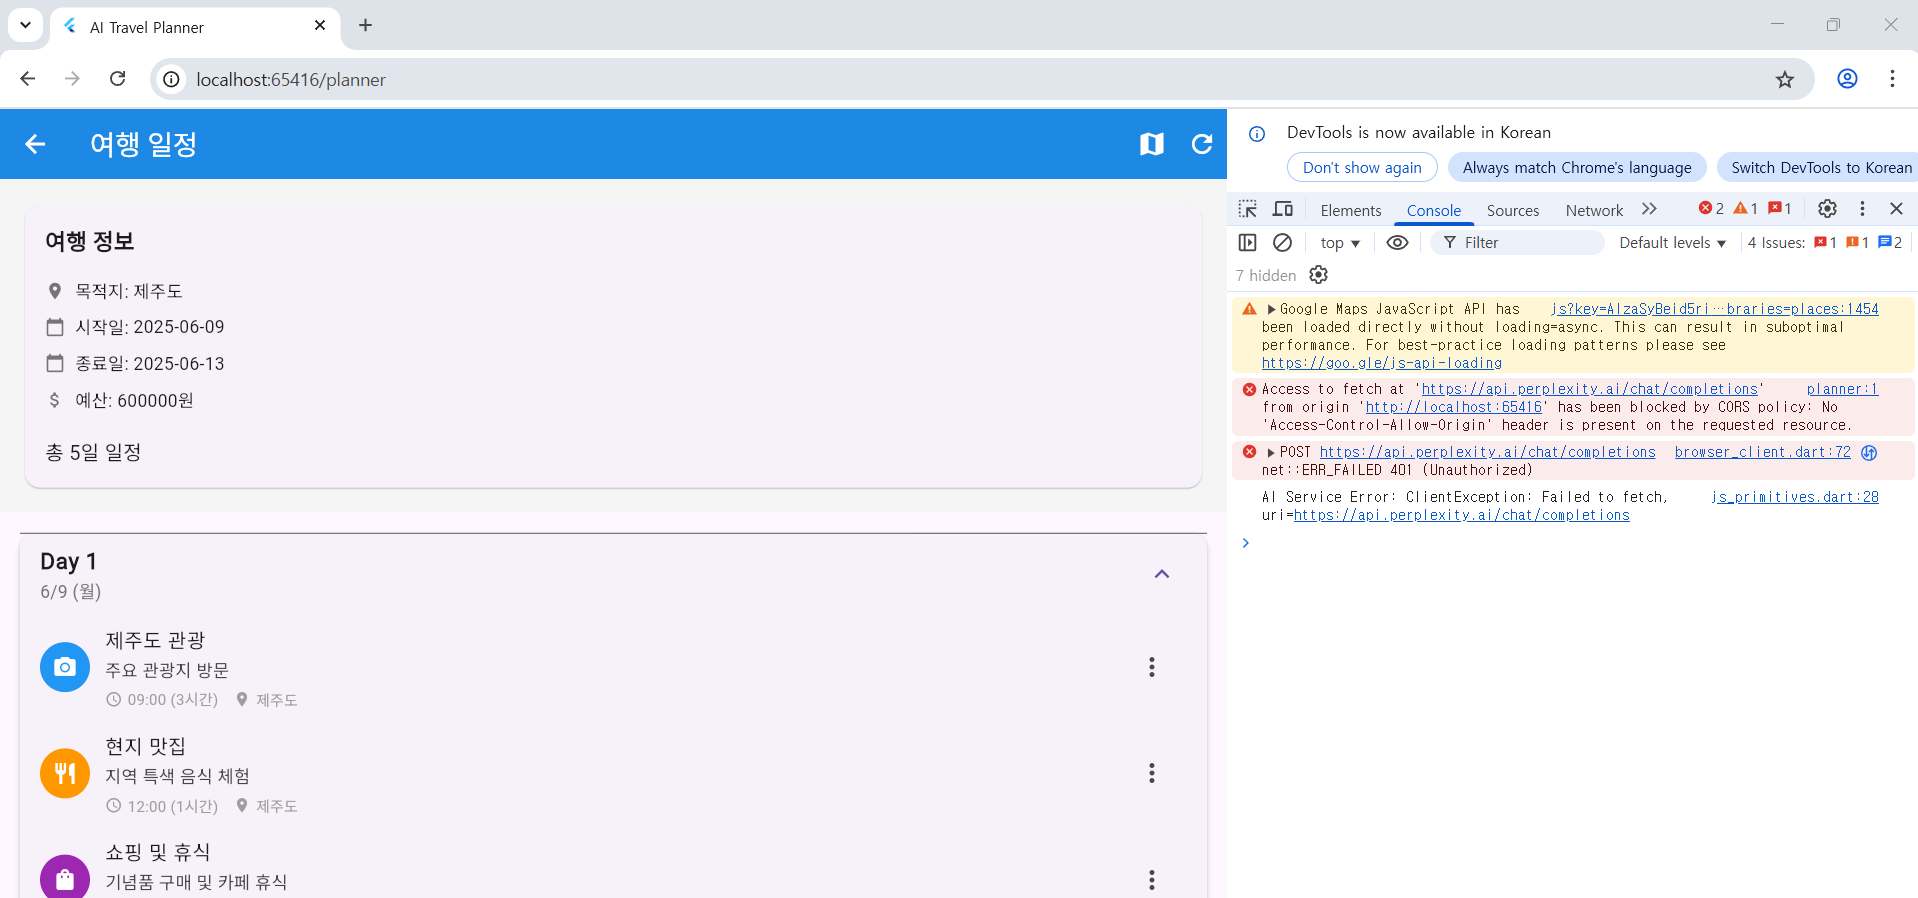 AI Travel Planner
localhost:65416/planner
여행 일정
여행 정보
목적지: 제주도
시작일: 2025-06-09
종료일: 2025-06-13
예산: 600000원
총 5일 일정
Day 1
6/9 (월)
제주도 관광
주요 관광지 방문
09:00 (3시간) 제주도
현지 맛집
지역 특색 음식 체험
12:00 (1시간) 제주도
쇼핑 및 휴식
기념품 구매 및 카페 휴식
DevTools is now available in Korean
Don't show again Always match Chrome's language Switch DevTools to Korean
Elements Console Sources Network 2 1 1
top Filter Default levels 4 Issues: 1 1 2
7 hidden
Google Maps JavaScript API has js?key=AIzaSyBeid5ri…braries=places:1454
been loaded directly without loading=async. This can result in suboptimal
performance. For best-practice loading patterns please see
https://goo.gle/js-api-loading
Access to fetch at 'https://api.perplexity.ai/chat/completions' planner:1
from origin 'http://localhost:65416' has been blocked by CORS policy: No
'Access-Control-Allow-Origin' header is present on the requested resource.
POST https://api.perplexity.ai/chat/completions browser_client.dart:72
net::ERR_FAILED 401 (Unauthorized)
AI Service Error: ClientException: Failed to fetch, js_primitives.dart:28
uri=https://api.perplexity.ai/chat/completions